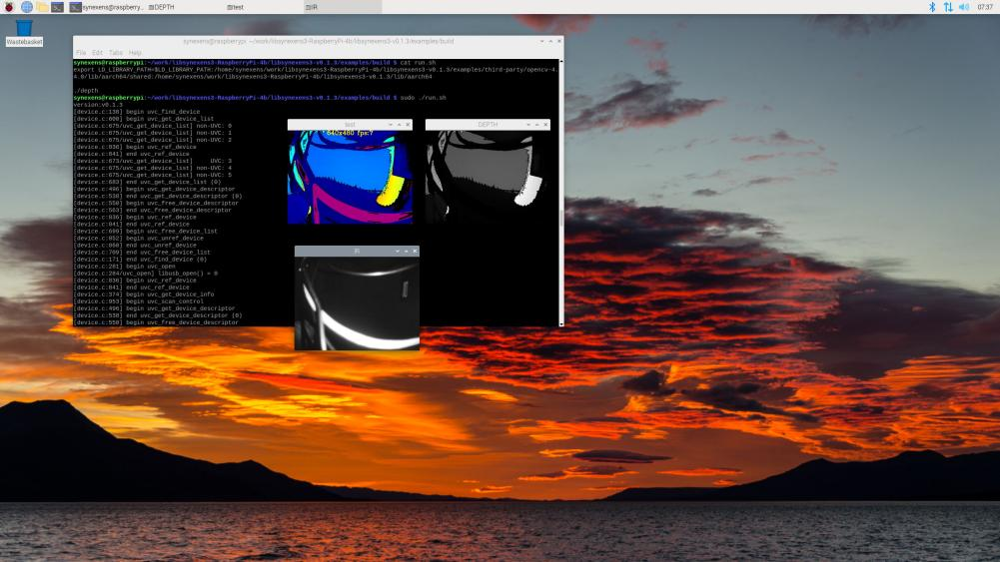 synexens@raspberry...
DEPTH
test
IR
07:37
Wastebasket
synexens@raspberrypi: ~/work/libsynexens3-RaspberryPi-4b/libsynexens3-v0.1.3/examples/build
File Edit Tabs Help
synexens@raspberrypi:~/work/libsynexens3-RaspberryPi-4b/libsynexens3-v0.1.3/examples/build $ cat run.sh
export LD_LIBRARY_PATH=$LD_LIBRARY_PATH:/home/synexens/work/libsynexens3-RaspberryPi-4b/libsynexens3-v0.1.3/examples/third-party/opencv-4.
4.0/lib/aarch64/shared:/home/synexens/work/libsynexens3-RaspberryPi-4b/libsynexens3-v0.1.3/lib/aarch64
./depth
synexens@raspberrypi:~/work/libsynexens3-RaspberryPi-4b/libsynexens3-v0.1.3/examples/build $ sudo ./run.sh
version:v0.1.3
[device.c:138] begin uvc_find_device
[device.c:600] begin uvc_get_device_list
[device.c:675/uvc_get_device_list] non-UVC: 0
[device.c:675/uvc_get_device_list] non-UVC: 1
[device.c:675/uvc_get_device_list] non-UVC: 2
[device.c:836] begin uvc_ref_device
[device.c:841] end uvc_ref_device
[device.c:673/uvc_get_device_list] UVC: 3
[device.c:675/uvc_get_device_list] non-UVC: 4
[device.c:675/uvc_get_device_list] non-UVC: 5
[device.c:683] end uvc_get_device_list (0)
[device.c:496] begin uvc_get_device_descriptor
[device.c:538] end uvc_get_device_descriptor (0)
[device.c:550] begin uvc_free_device_descriptor
[device.c:563] end uvc_free_device_descriptor
[device.c:836] begin uvc_ref_device
[device.c:841] end uvc_ref_device
[device.c:699] begin uvc_free_device_list
[device.c:852] begin uvc_unref_device
[device.c:860] end uvc_unref_device
[device.c:709] end uvc_free_device_list
[device.c:171] end uvc_find_device (0)
[device.c:281] begin uvc_open
[device.c:284/uvc_open] libusb_open() = 0
[device.c:836] begin uvc_ref_device
[device.c:841] end uvc_ref_device
[device.c:374] begin uvc_get_device_info
[device.c:953] begin uvc_scan_control
[device.c:496] begin uvc_get_device_descriptor
[device.c:538] end uvc_get_device_descriptor (0)
[device.c:550] begin uvc_free_device_descriptor
test
640x480 fps:7
DEPTH
IR